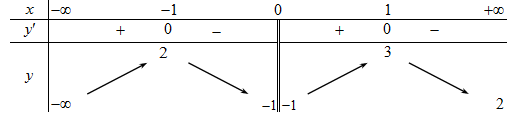 x −∞ −1 0 1 +∞
y′ + 0 − + 0 −
2 3
y
−∞ −1 −1 2